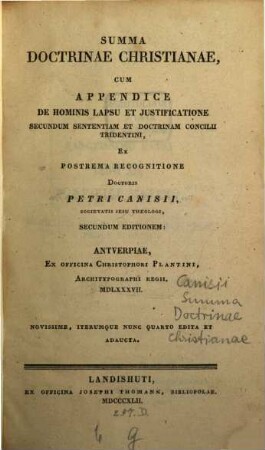 SUMMA
DOCTRINAE CHRISTIANAE,
CUM
APPENDICE
DE HOMINIS LAPSU ET JUSTIFICATIONE
SECUNDUM SENTENTIAM ET DOCTRINAM CONCILII
TRIDENTINI,
EX
POSTREMA RECOGNITIONE
DOCTORIS
PETRI CANISII,
SOCIETATIS IESU THEOLOGI,
SECUNDUM EDITIONEM:
ANTVERPIAE,
EX OFFICINA CHRISTOPHORI PLANTINI,
ARCHITYPOGRAPHI REGII.
MDLXXXVII.
Canisii
Summa
Doctrinae
Christianae
NOVISSIME, ITERUMQUE NUNC QUARTO EDITA ET
ADAUCTA.
LANDISHUTI,
EX OFFICINA JOSEPHI THOMANN, BIBLIOPOLAE.
MDCCCXLII.